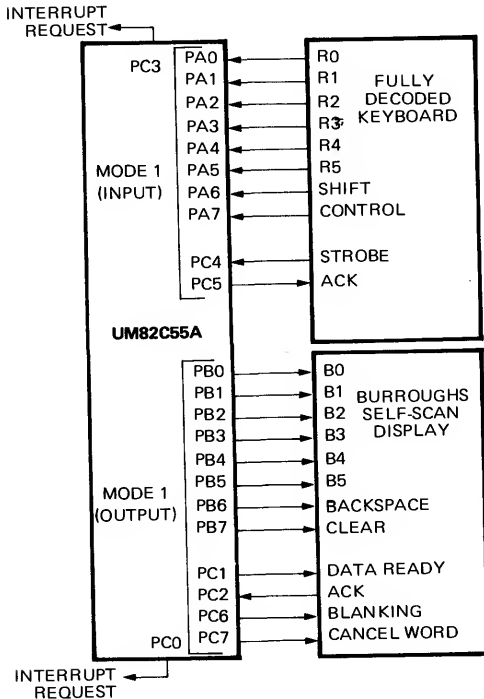 INTERRUPT
REQUEST
PC3
MODE 1
(INPUT)
PA0
PA1
PA2
PA3
PA4
PA5
PA6
PA7
PC4
PC5
R0
R1
R2
R3
R4
R5
SHIFT
CONTROL
STROBE
ACK
FULLY
DECODED
KEYBOARD
UM82C55A
MODE 1
(OUTPUT)
PB0
PB1
PB2
PB3
PB4
PB5
PB6
PB7
PC1
PC2
PC6
PC7
B0
B1
B2
B3
B4
B5
BACKSPACE
CLEAR
DATA READY
ACK
BLANKING
CANCEL WORD
BURROUGHS
SELF-SCAN
DISPLAY
PC0
INTERRUPT
REQUEST